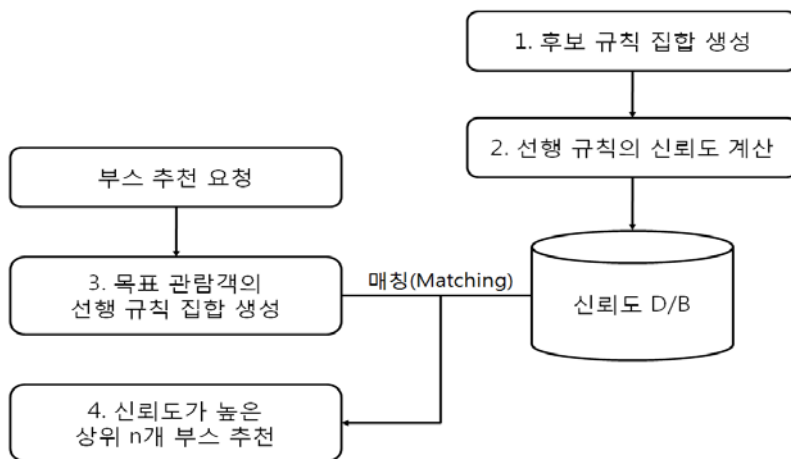 1. 후보 규칙 집합 생성
2. 선행 규칙의 신뢰도 계산
부스 추천 요청
3. 목표 관람객의
선행 규칙 집합 생성
매칭(Matching)
신뢰도 D/B
4. 신뢰도가 높은
상위 n개 부스 추천